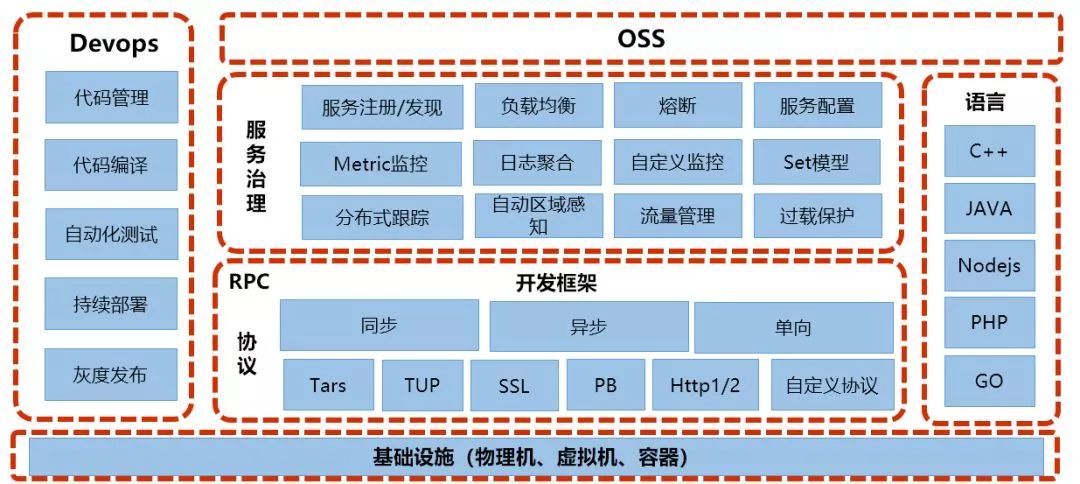 Devops
代码管理
代码编译
自动化测试
持续部署
灰度发布
OSS
服务治理
服务注册/发现
负载均衡
熔断
服务配置
Metric监控
日志聚合
自定义监控
Set模型
分布式跟踪
自动区域感
知
流量管理
过载保护
RPC
开发框架
协议
同步
异步
单向
Tars
TUP
SSL
PB
Http1/2
自定义协议
语言
C++
JAVA
Nodejs
PHP
GO
基础设施（物理机、虚拟机、容器）